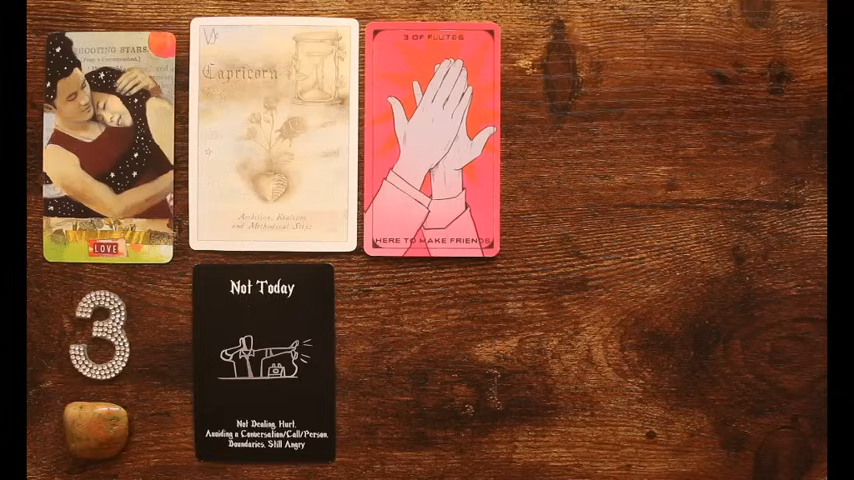 SHOOTING STARS.
LOVE
Capricorn
Ambition, Realism
and Methodical Steps
3 OF FLUTES
HERE TO MAKE FRIENDS
3
Not Today
Not Dealing, Hurt,
Avoiding a Conversation/Call/Person,
Boundaries, Still Angry